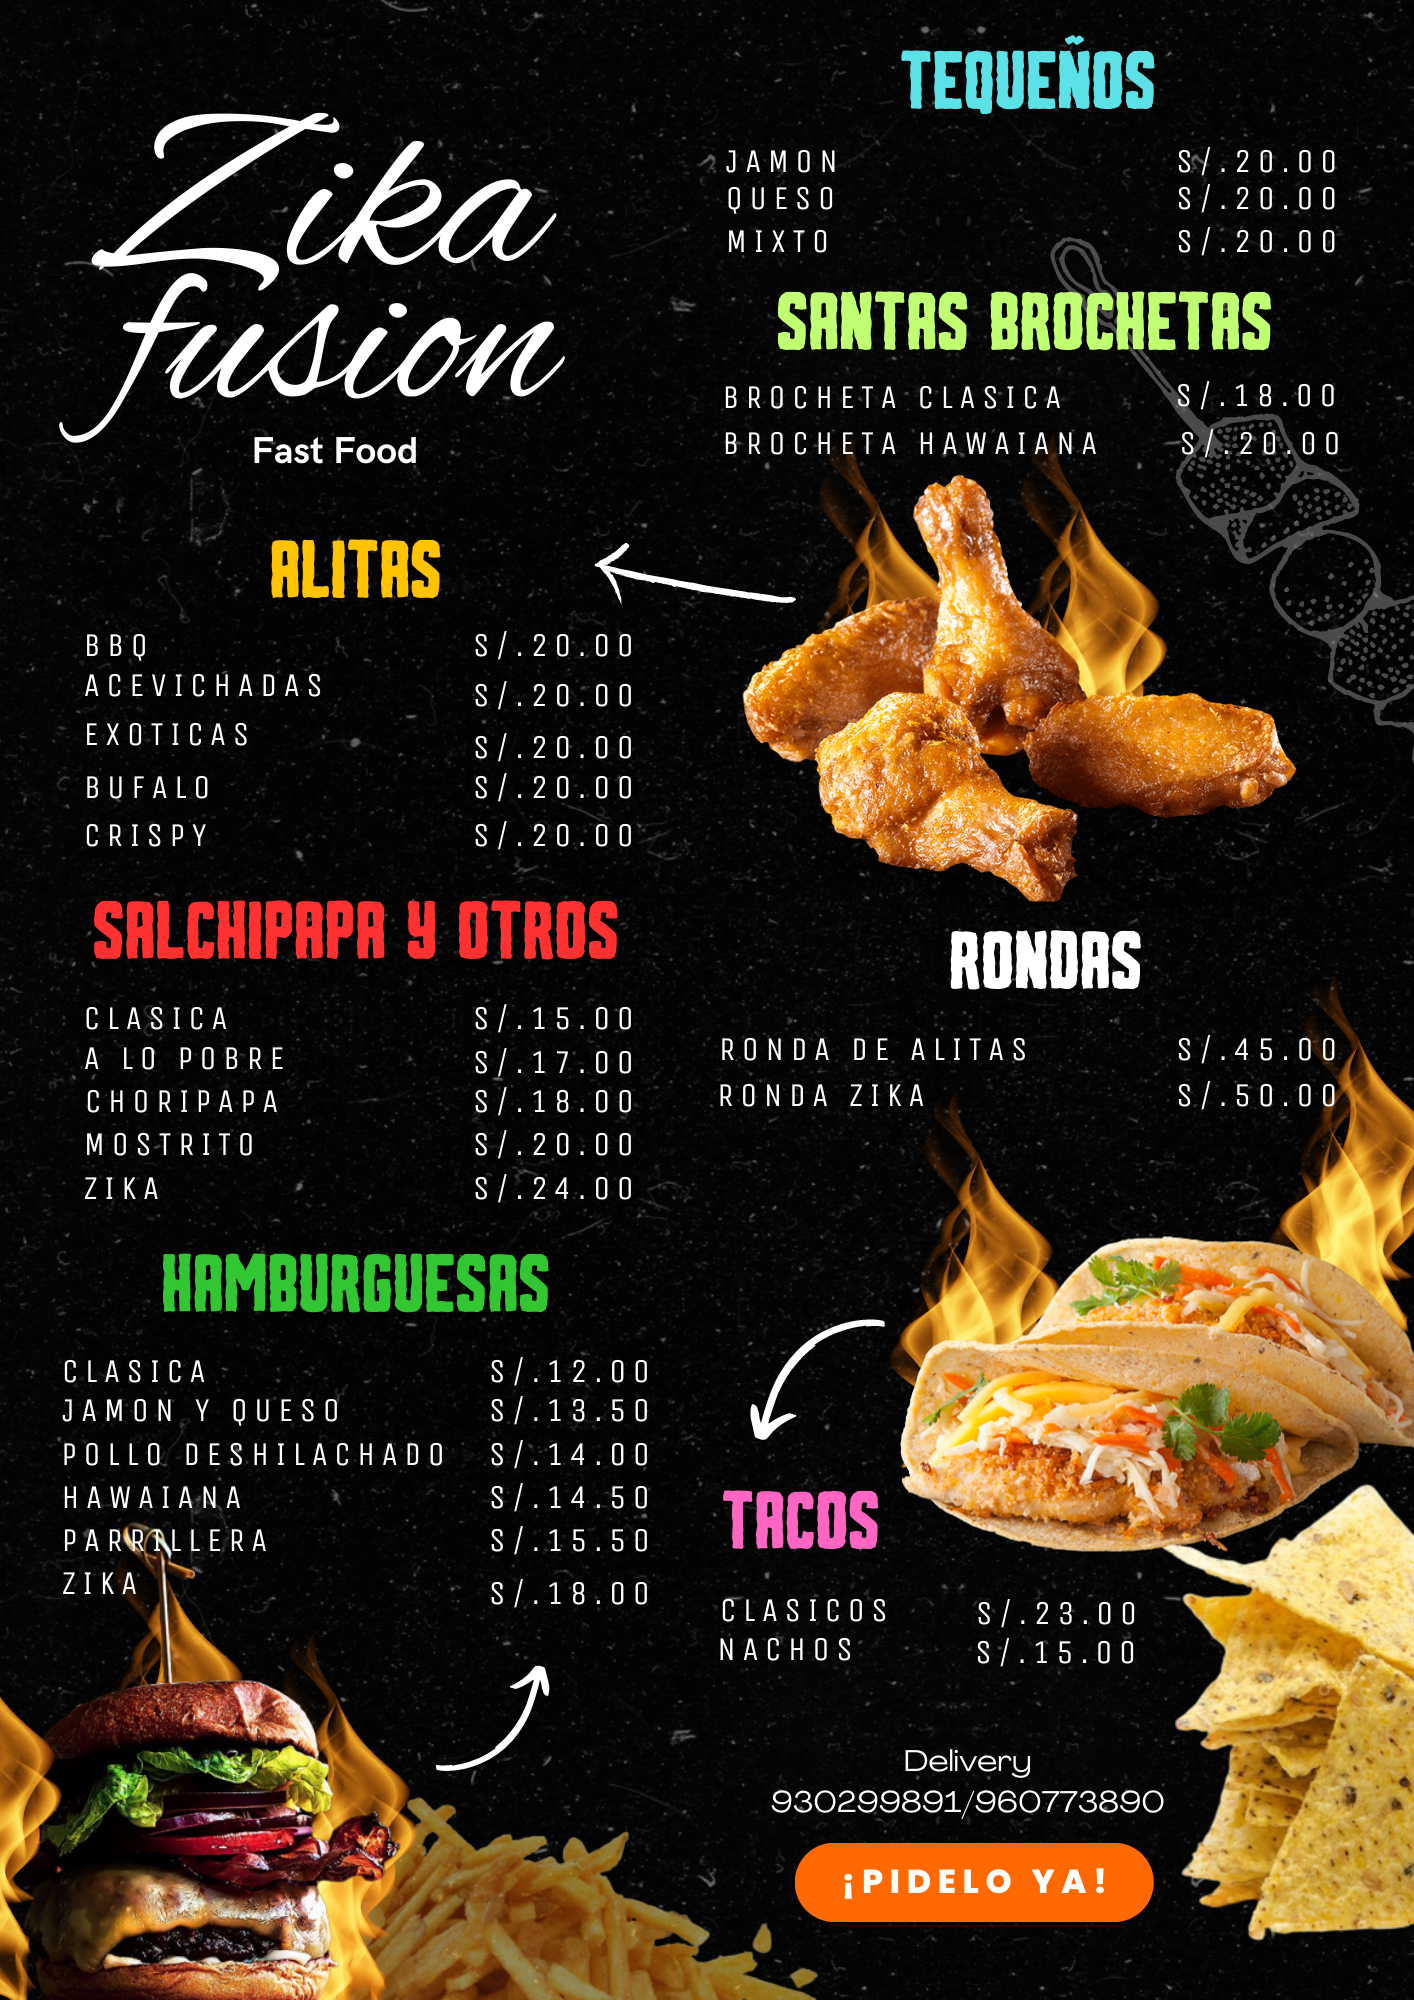 Zika
fusion
Fast Food
ALITAS
BBQ S/.20.00
ACEVICHADAS S/.20.00
EXOTICAS S/.20.00
BUFALO S/.20.00
CRISPY S/.20.00
SALCHIPAPA Y OTROS
CLASICA S/.15.00
A LO POBRE S/.17.00
CHORIPAPA S/.18.00
MOSTRITO S/.20.00
ZIKA S/.24.00
HAMBURGUESAS
CLASICA S/.12.00
JAMON Y QUESO S/.13.50
POLLO DESHILACHADO S/.14.00
HAWAIANA S/.14.50
PARRILLERA S/.15.50
ZIKA S/.18.00
TEQUEÑOS
JAMON S/.20.00
QUESO S/.20.00
MIXTO S/.20.00
SANTAS BROCHETAS
BROCHETA CLASICA S/.18.00
BROCHETA HAWAIANA S/.20.00
RONDAS
RONDA DE ALITAS S/.45.00
RONDA ZIKA S/.50.00
TACOS
CLASICOS S/.23.00
NACHOS S/.15.00
Delivery
930299891/960773890
¡PIDELO YA!